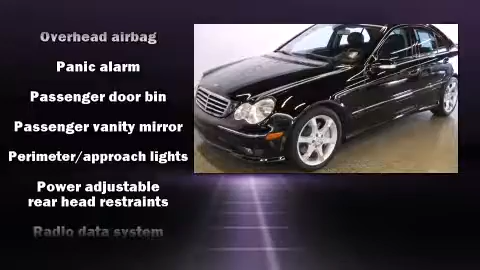 Overhead airbag
Panic alarm
Passenger door bin
Passenger vanity mirror
Perimeter/approach lights
Power adjustable
rear head restraints
Radio data system